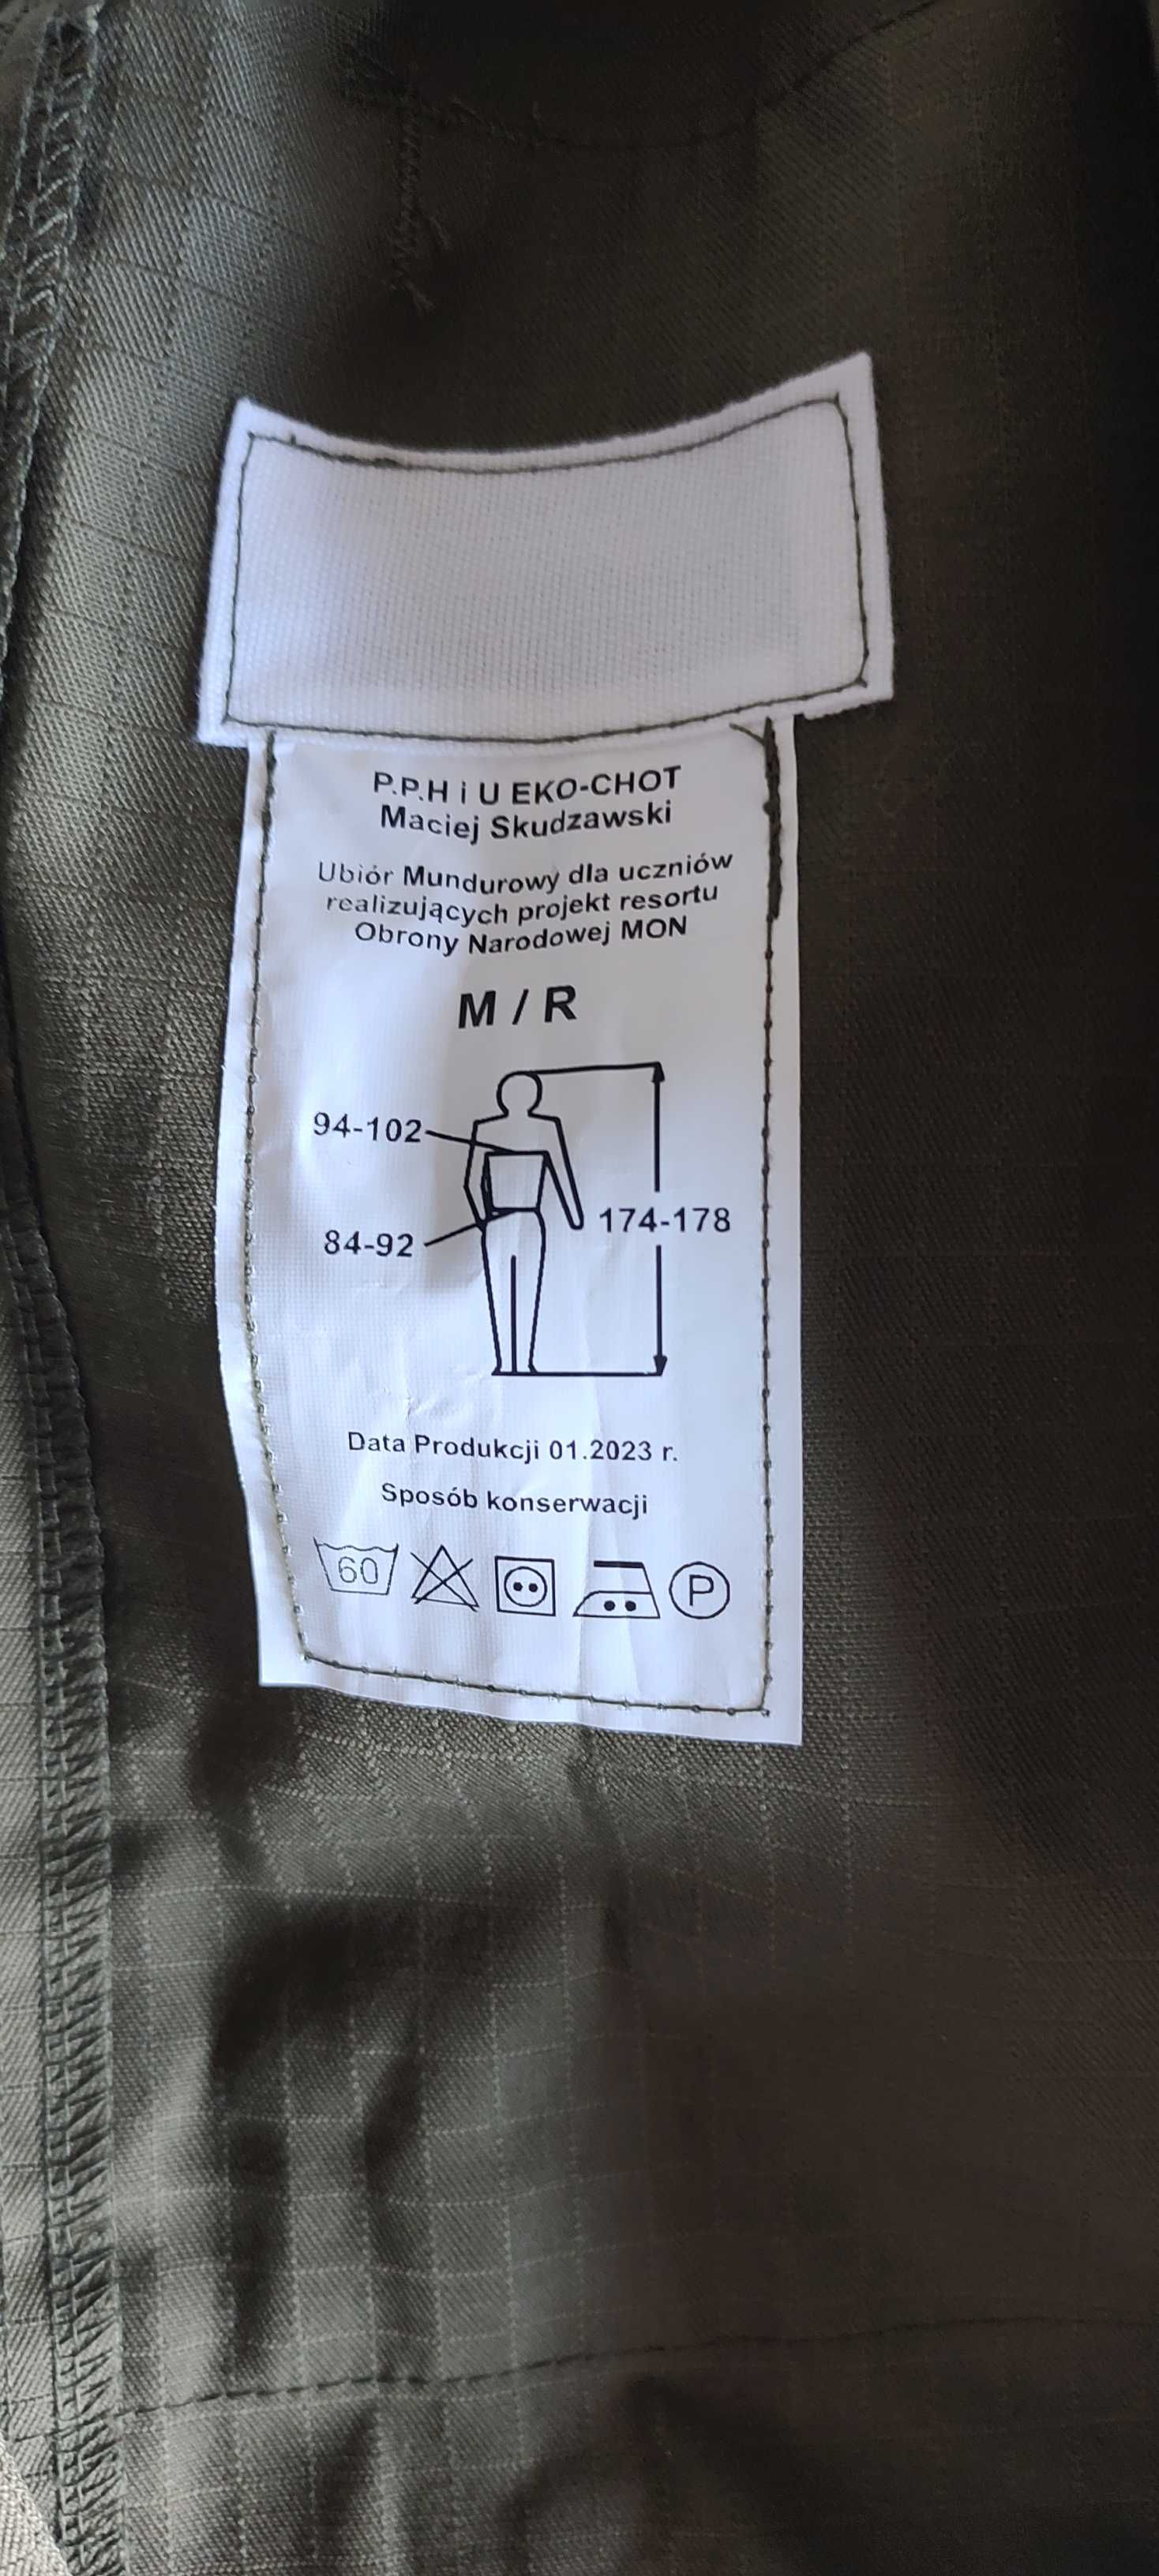 P.P.H i U EKO-CHOT
Maciej Skudzawski
Ubiór Mundurowy dla uczniów
realizujących projekt resortu
Obrony Narodowej MON
M / R
94-102
174-178
84-92
Data Produkcji 01.2023 r.
Sposób konserwacji
60 P